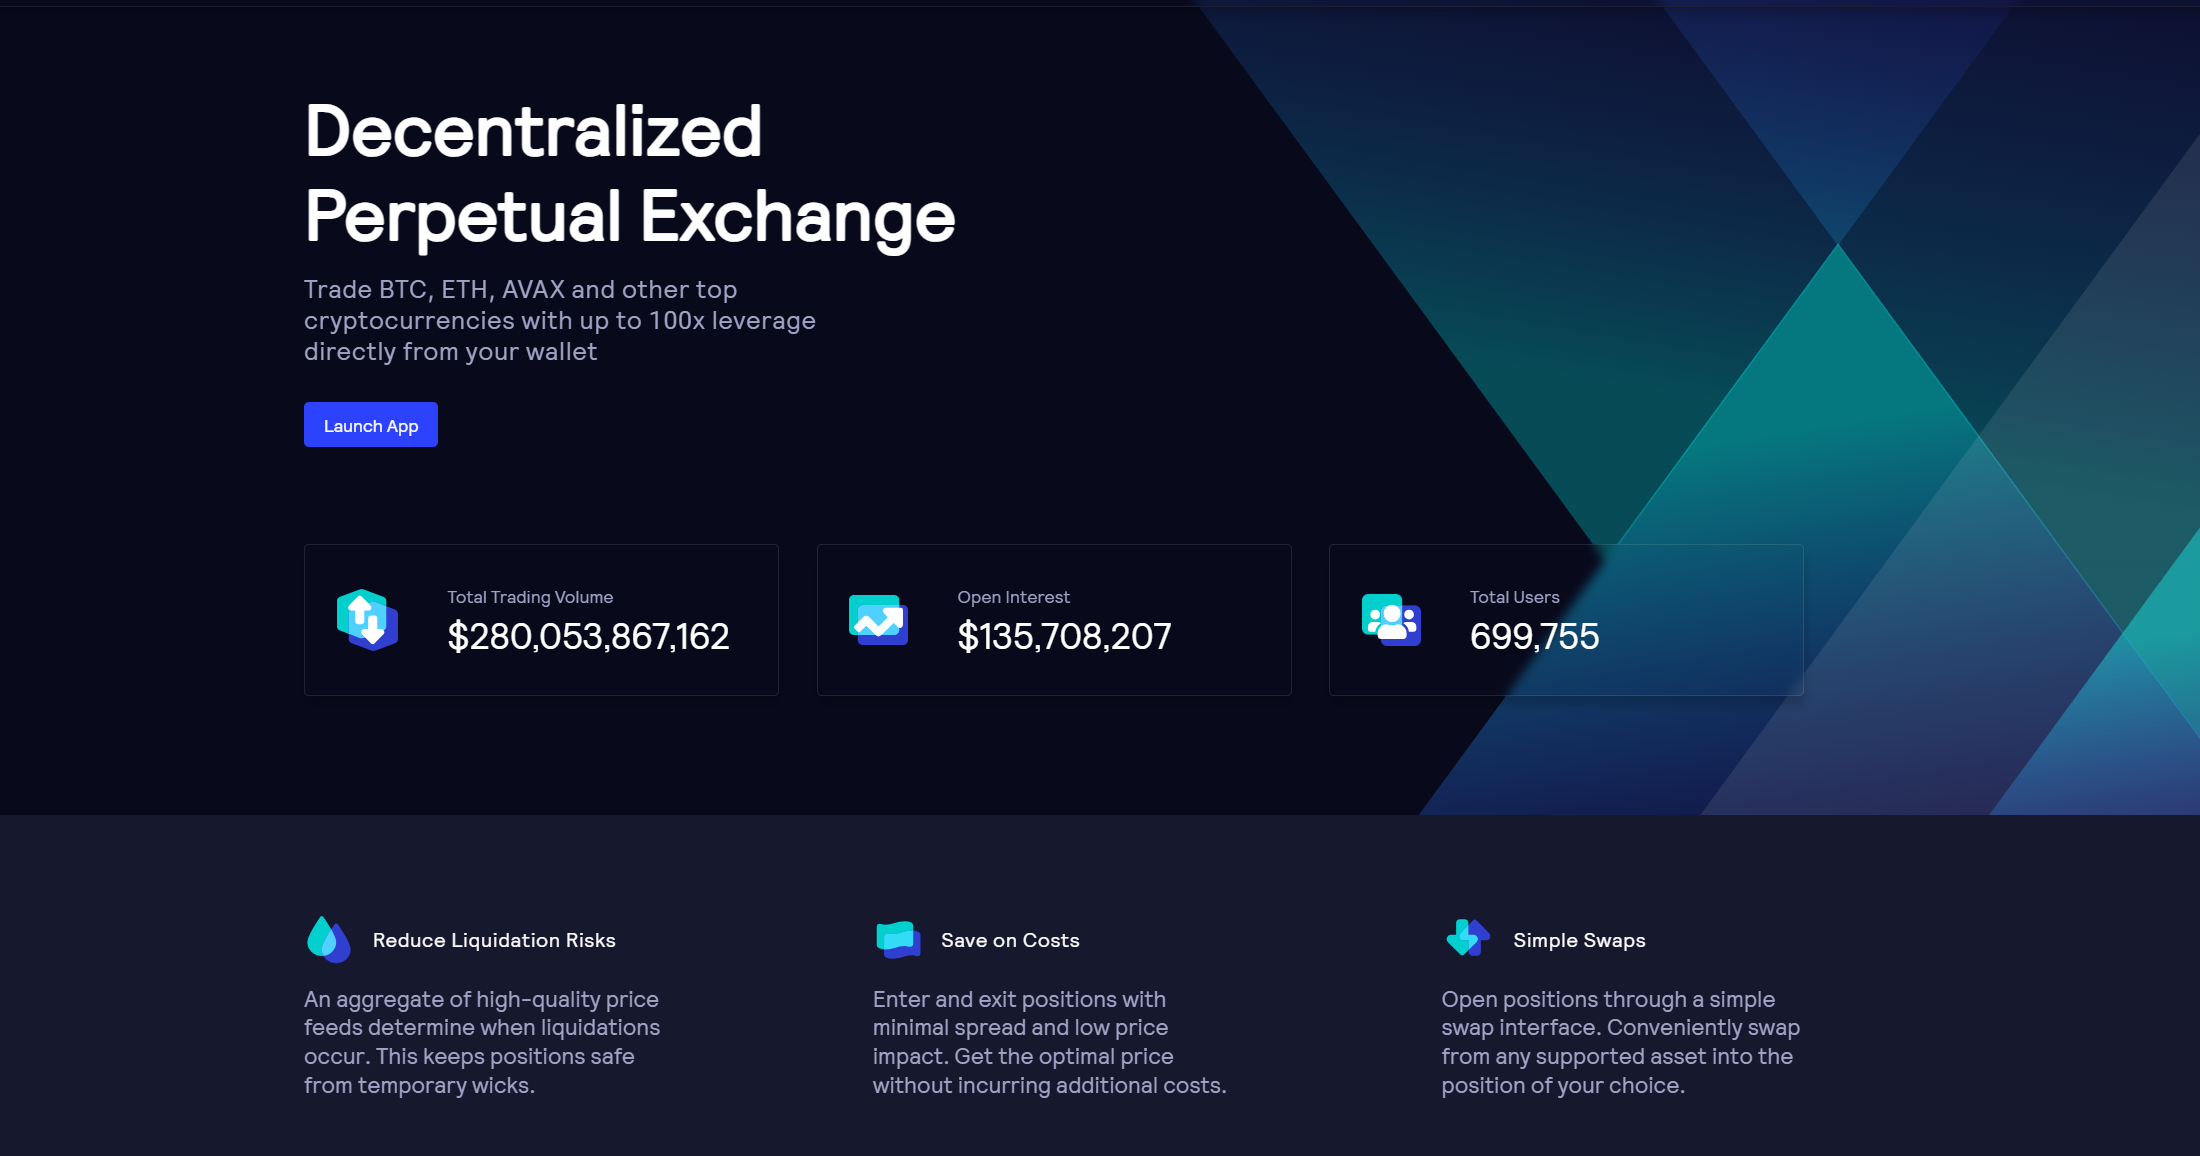 Decentralized
Perpetual Exchange
Trade BTC, ETH, AVAX and other top
cryptocurrencies with up to 100x leverage
directly from your wallet
Launch App
Total Trading Volume
$280,053,867,162
Open Interest
$135,708,207
Total Users
699,755
Reduce Liquidation Risks
An aggregate of high-quality price
feeds determine when liquidations
occur. This keeps positions safe
from temporary wicks.
Save on Costs
Enter and exit positions with
minimal spread and low price
impact. Get the optimal price
without incurring additional costs.
Simple Swaps
Open positions through a simple
swap interface. Conveniently swap
from any supported asset into the
position of your choice.